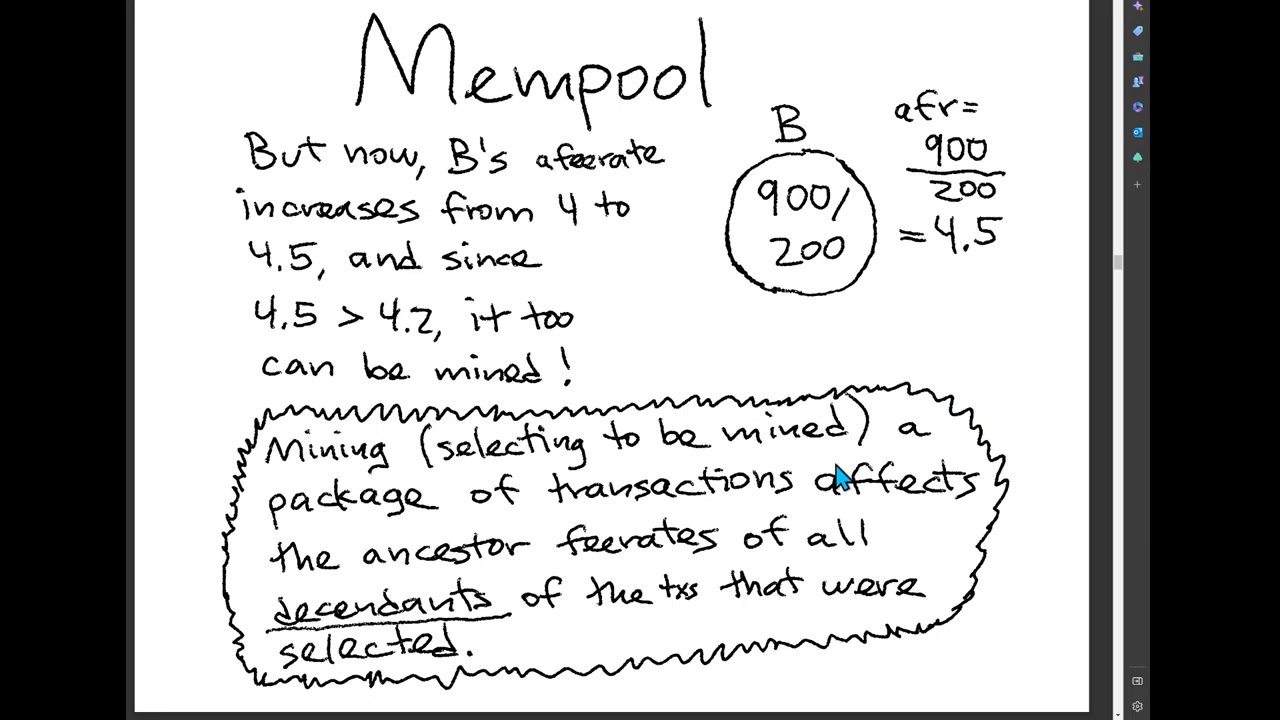 Mempool
But now, B's afeerate
increases from 4 to
4.5, and since
4.5 > 4.2, it too
can be mined!
B
900/
200
afr=
900
200
=4.5
Mining (selecting to be mined) a
package of transactions affects
the ancestor feerates of all
decendants of the txs that were
selected.